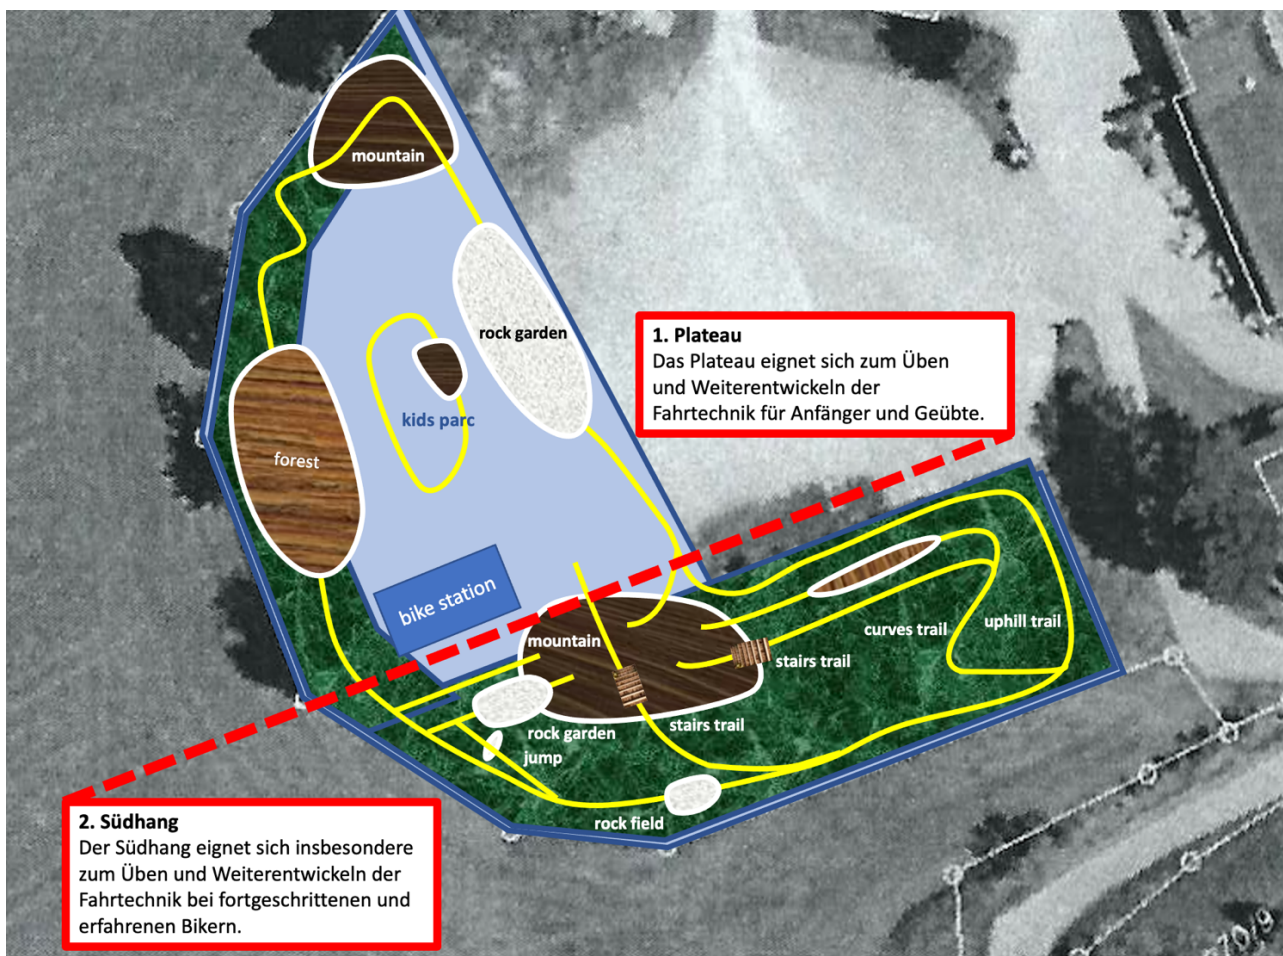 mountain
rock garden
1. Plateau
Das Plateau eignet sich zum Üben
und Weiterentwickeln der
Fahrtechnik für Anfänger und Geübte.
kids parc
forest
bike station
mountain
curves trail
uphill trail
stairs trail
rock garden
stairs trail
jump
rock field
2. Südhang
Der Südhang eignet sich insbesondere
zum Üben und Weiterentwickeln der
Fahrtechnik bei fortgeschrittenen und
erfahrenen Bikern.